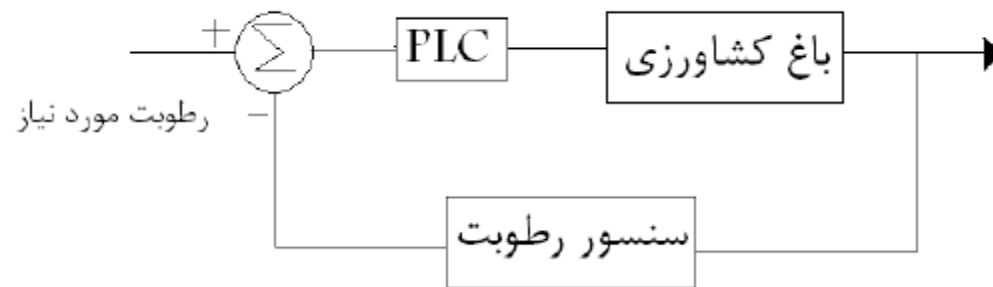 +
Σ
PLC
باغ کشاورزی
رطوبت مورد نیاز
−
سنسور رطوبت